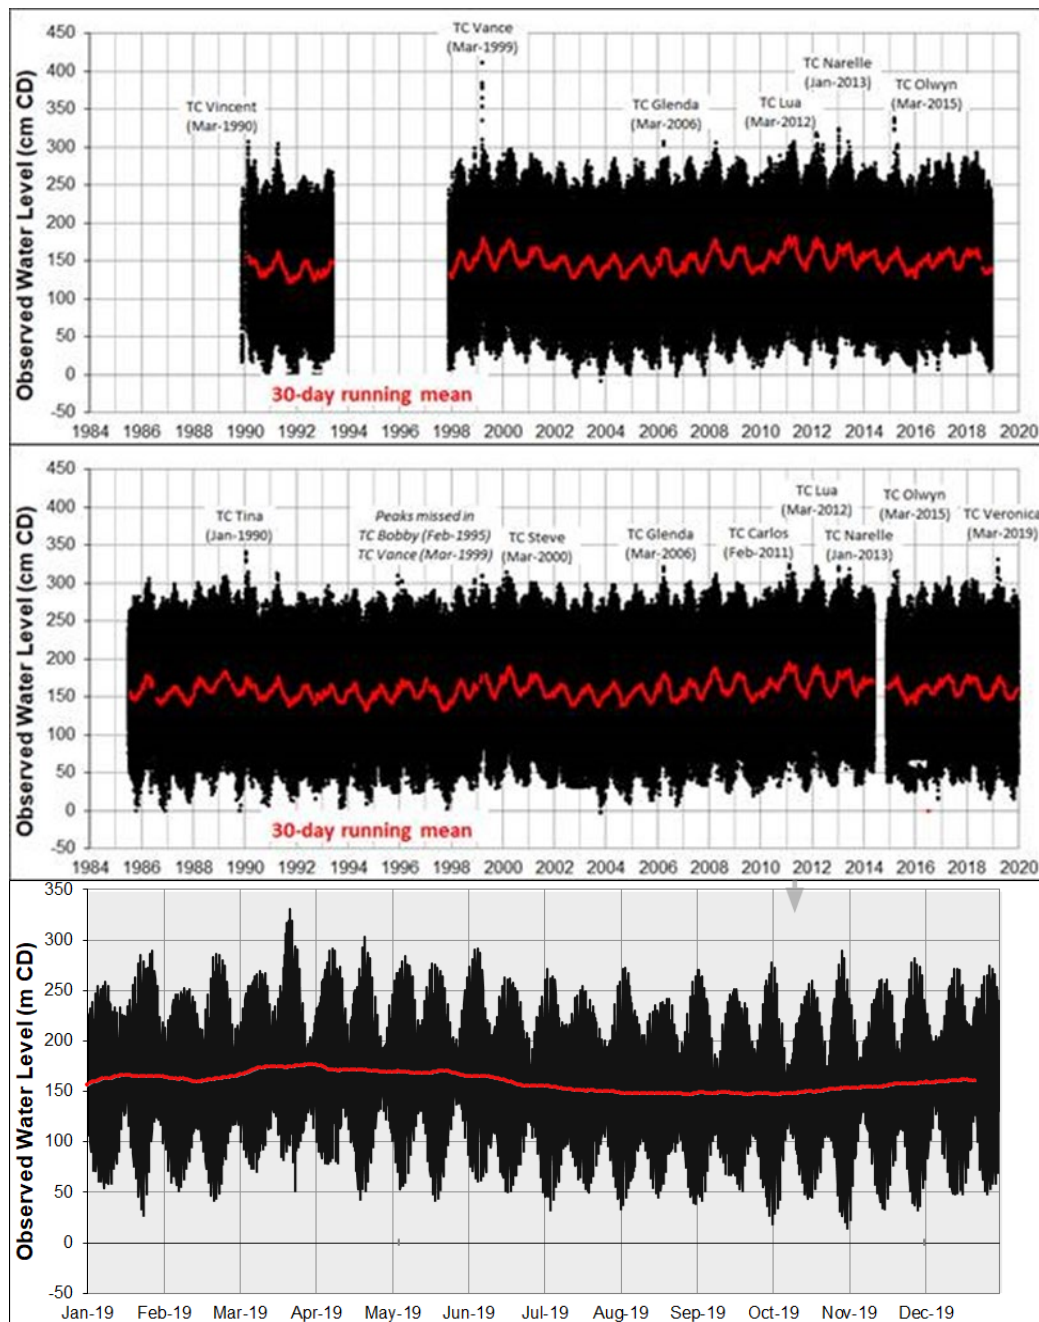 Observed Water Level (cm CD)
450
400
350
300
250
200
150
100
50
0
-50
TC Vance
(Mar-1999)
TC Narelle
(Jan-2013)
TC Olwyn
(Mar-2015)
TC Vincent
(Mar-1990)
TC Glenda
(Mar-2006)
TC Lua
(Mar-2012)
30-day running mean
1984 1986 1988 1990 1992 1994 1996 1998 2000 2002 2004 2006 2008 2010 2012 2014 2016 2018 2020
Observed Water Level (cm CD)
450
400
350
300
250
200
150
100
50
0
-50
TC Tina
(Jan-1990)
Peaks missed in
TC Bobby (Feb-1995)
TC Vance (Mar-1999)
TC Steve
(Mar-2000)
TC Glenda
(Mar-2006)
TC Carlos
(Feb-2011)
TC Lua
(Mar-2012)
TC Narelle
(Jan-2013)
TC Olwyn
(Mar-2015)
TC Veronica
(Mar-2019)
30-day running mean
1984 1986 1988 1990 1992 1994 1996 1998 2000 2002 2004 2006 2008 2010 2012 2014 2016 2018 2020
Observed Water Level (m CD)
350
300
250
200
150
100
50
0
-50
Jan-19 Feb-19 Mar-19 Apr-19 May-19 Jun-19 Jul-19 Aug-19 Sep-19 Oct-19 Nov-19 Dec-19